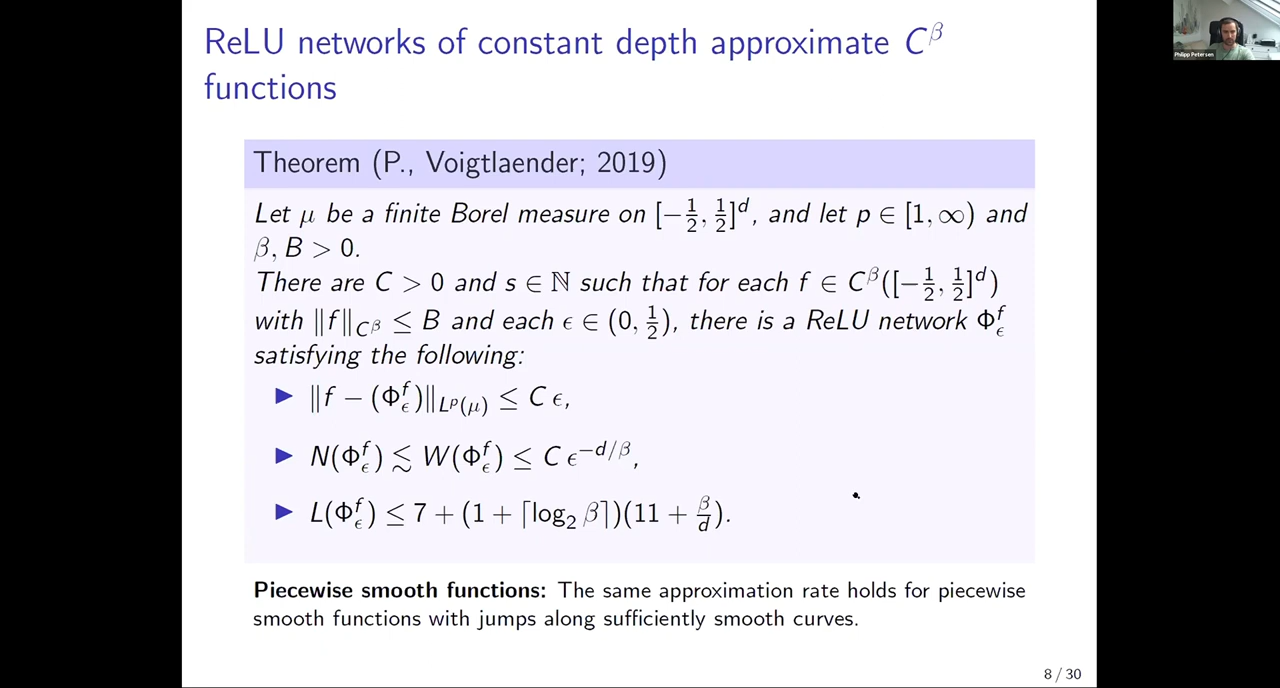 ReLU networks of constant depth approximate C^β
functions
Philipp Petersen
Theorem (P., Voigtlaender; 2019)
Let μ be a finite Borel measure on [−1/2, 1/2]^d, and let p ∈ [1, ∞) and
β, B > 0.
There are C > 0 and s ∈ ℕ such that for each f ∈ C^β([−1/2, 1/2]^d)
with ‖f‖_{C^β} ≤ B and each ϵ ∈ (0, 1/2), there is a ReLU network Φ^f_ϵ
satisfying the following:
▶ ‖f − (Φ^f_ϵ)‖_{L^p(μ)} ≤ C ϵ,
▶ N(Φ^f_ϵ) ≲ W(Φ^f_ϵ) ≤ C ϵ^{−d/β},
▶ L(Φ^f_ϵ) ≤ 7 + (1 + ⌈log₂ β⌉)(11 + β/d).
Piecewise smooth functions: The same approximation rate holds for piecewise
smooth functions with jumps along sufficiently smooth curves.
8 / 30